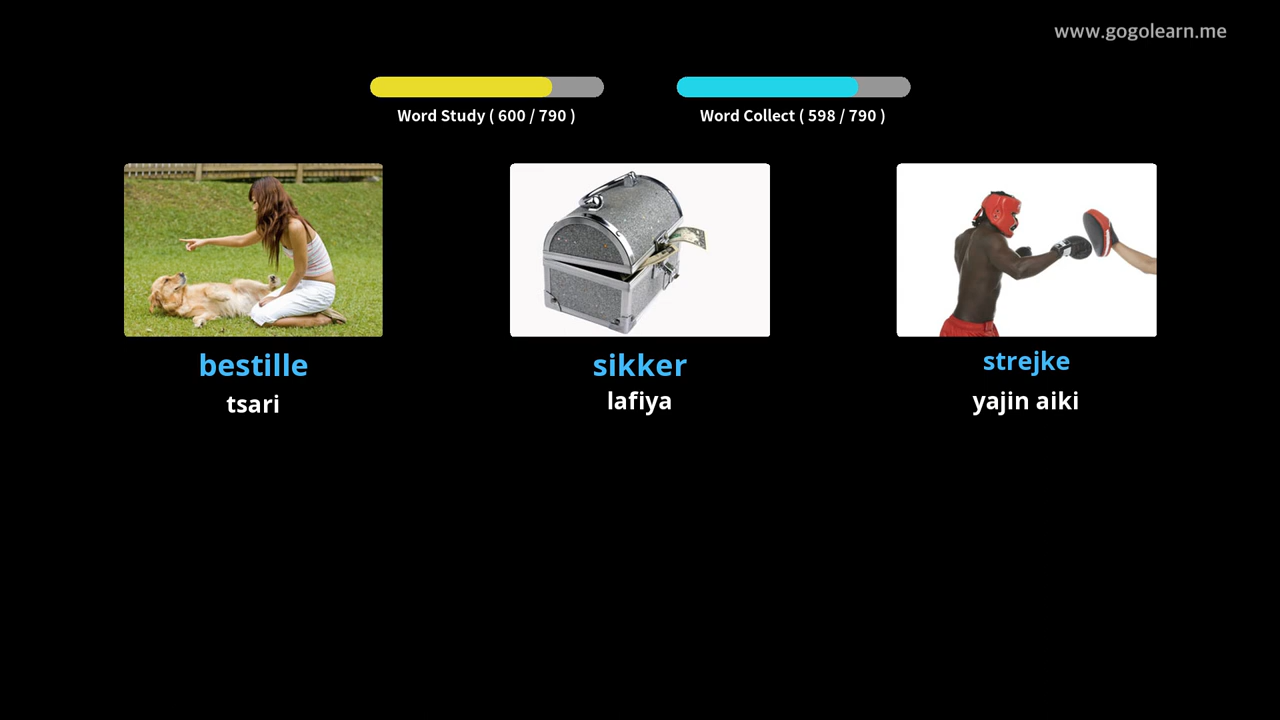 www.gogolearn.me
Word Study ( 600 / 790 )
Word Collect ( 598 / 790 )
bestille
tsari
sikker
lafiya
strejke
yajin aiki